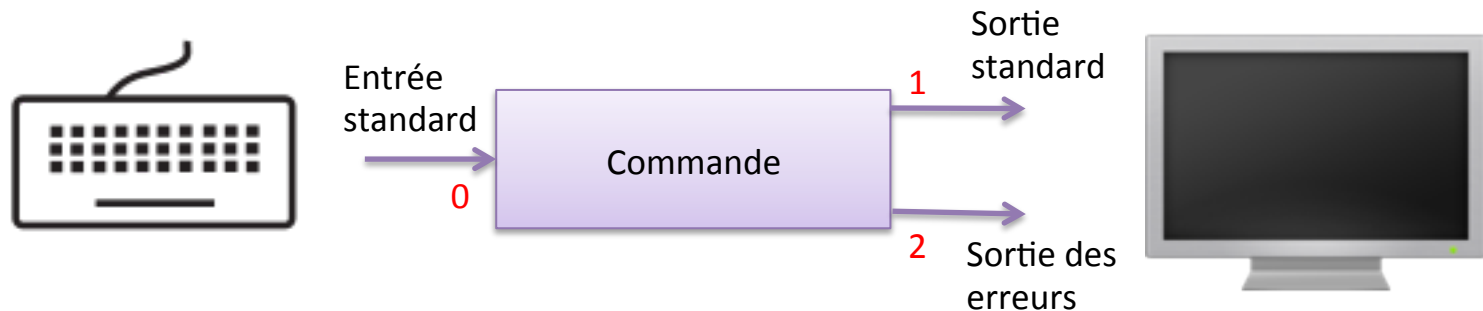 Entrée
standard
0
Commande
1
Sortie
standard
2
Sortie des
erreurs